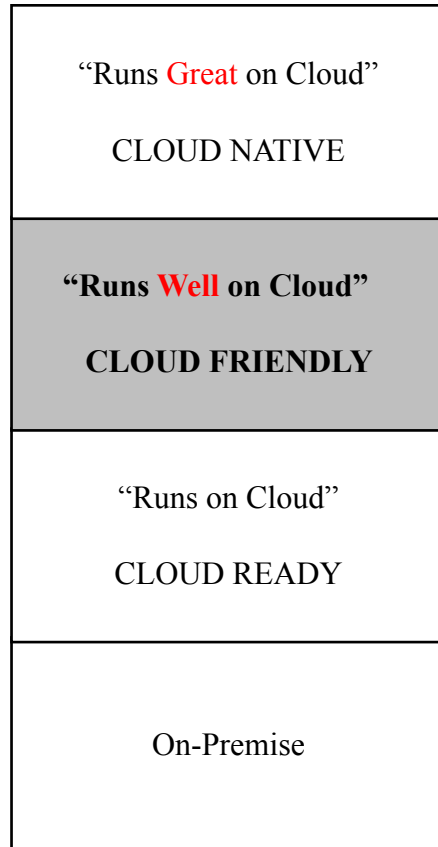 “Runs Great on Cloud”
CLOUD NATIVE
“Runs Well on Cloud”
CLOUD FRIENDLY
“Runs on Cloud”
CLOUD READY
On-Premise